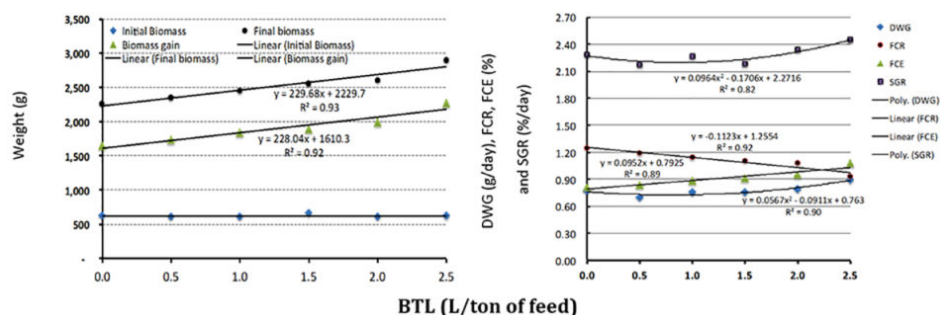 3,500
3,000
2,500
2,000
1,500
1,000
500
-
0.0 0.5 1.0 1.5 2.0 2.5
Weight (g)
Initial Biomass
Final biomass
Biomass gain
Linear (Initial Biomass)
Linear (Final biomass)
Linear (Biomass gain)
y = 229.68x + 2229.7
R² = 0.93
y = 228.04x + 1610.3
R² = 0.92
DWG (g/day), FCR, FCE (%)
and SGR (%/day)
2.70
2.40
2.10
1.80
1.50
1.20
0.90
0.60
0.30
0.00
0.0 0.5 1.0 1.5 2.0 2.5
y = 0.0964x² - 0.1706x + 2.2716
R² = 0.82
-0.1123x + 1.2554
R² = 0.92
y = 0.0952x + 0.7925
R² = 0.89
y = 0.0567x² - 0.0911x + 0.763
R² = 0.90
DWG
FCR
FCE
SGR
Poly. (DWG)
Linear (FCR)
Linear (FCE)
Poly. (SGR)
BTL (L/ton of feed)